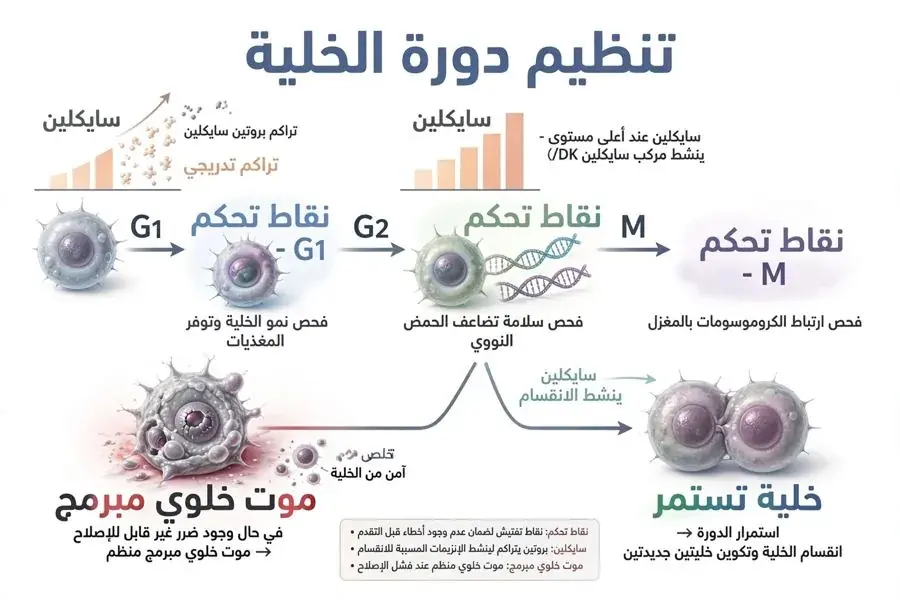 تنظيم دورة الخلية
سايكلين
تراكم بروتين سايكلين
تراكم تدريجي
سايكلين
سايكلين عند أعلى مستوى -
ينشط مركب سايكلين DK/)
G1
نقاط تحكم
G1 -
G2
نقاط تحكم
M
نقاط تحكم
M -
فحص نمو الخلية وتوفر
المغذيات
فحص سلامة تضاعف الحمض
النووي
فحص ارتباط الكروموسومات بالمغزل
سايكلين
ينشط الانقسام
آمن من الخلية
موت خلوي مبرمج
في حال وجود ضرر غير قابل للإصلاح
→ موت خلوي مبرمج منظم
خلية تستمر
استمرار الدورة →
انقسام الخلية وتكوين خليتين جديدتين
نقاط تحكم: نقاط تفتيش لضمان عدم وجود أخطاء قبل التقدم •
سايكلين: بروتين يتراكم لينشط الإنزيمات المسببة للانقسام •
موت خلوي مبرمج: موت خلوي منظم عند فشل الإصلاح •